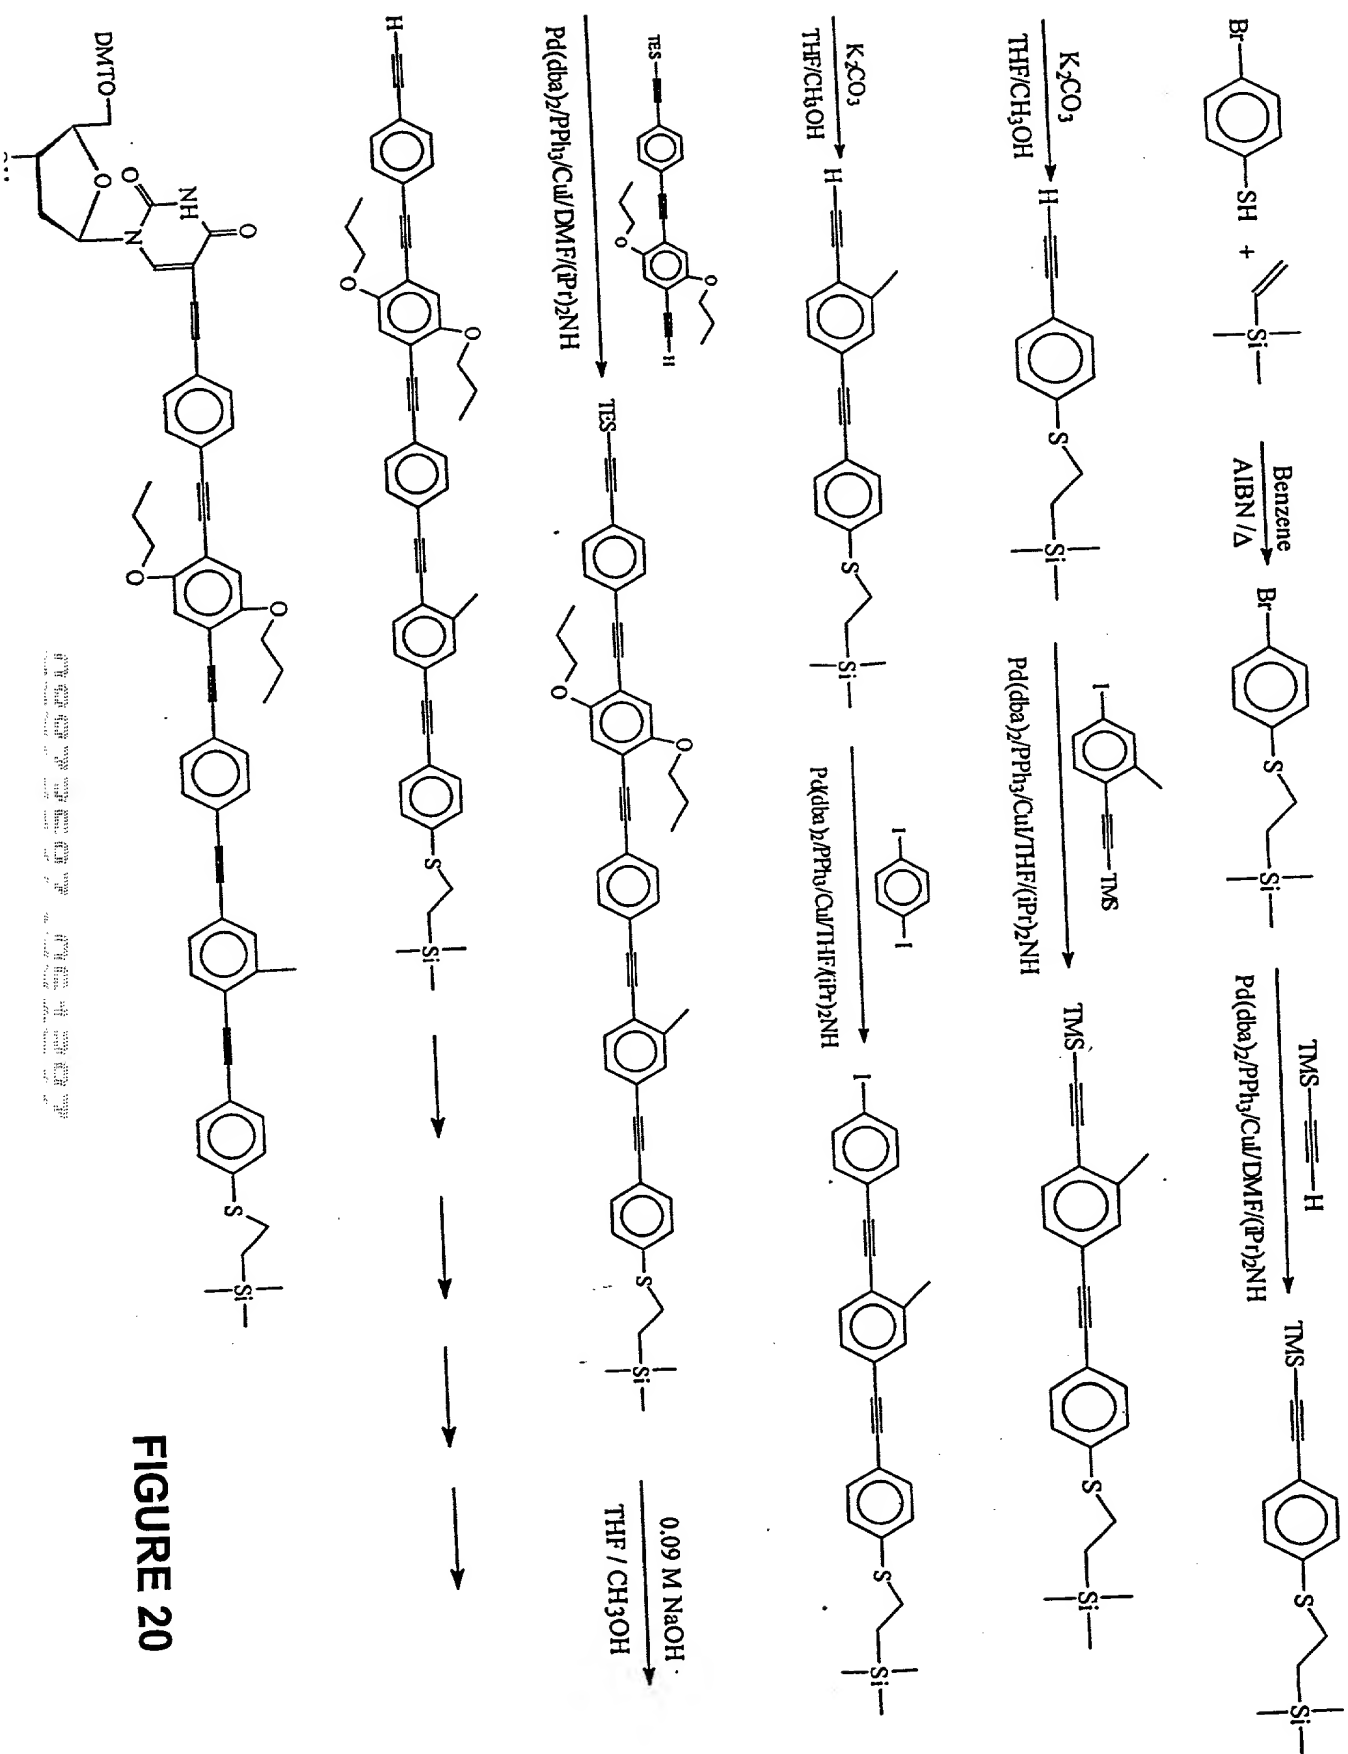 Br
SH
+
Si
Benzene
AIBN /Δ
Br
S
Si
TMS
H
Pd(dba)2/PPh3/CuI/DMF/(iPr)2NH
TMS
S
Si
K2CO3
THF/CH3OH
H
S
Si
I
TMS
Pd(dba)2/PPh3/CuI/THF/(iPr)2NH
TMS
S
Si
K2CO3
THF/CH3OH
H
S
Si
I
I
Pd(dba)2/PPh3/CuI/THF/(iPr)2NH
I
S
Si
TES
O
O
H
Pd(dba)2/PPh3/CuI/DMF/(iPr)2NH
TES
O
O
S
Si
0.09 M NaOH
THF / CH3OH
H
O
O
S
Si
DMTO
O
O
NH
O
N
O
O
S
Si
FIGURE 20